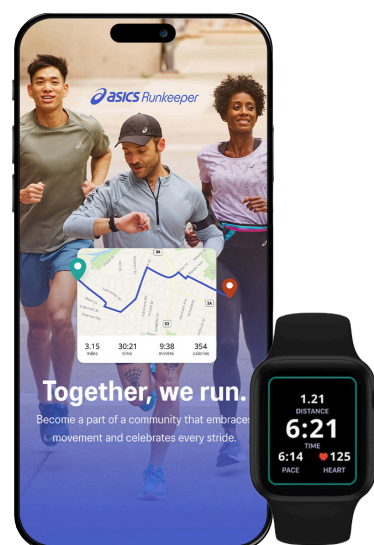 asics Runkeeper
3.15 30:21 9:38 354
miles time min/mi calories
Together, we run.
Become a part of a community that embraces
movement and celebrates every stride.
1.21
DISTANCE
6:21
TIME
6:14 125
PACE HEART